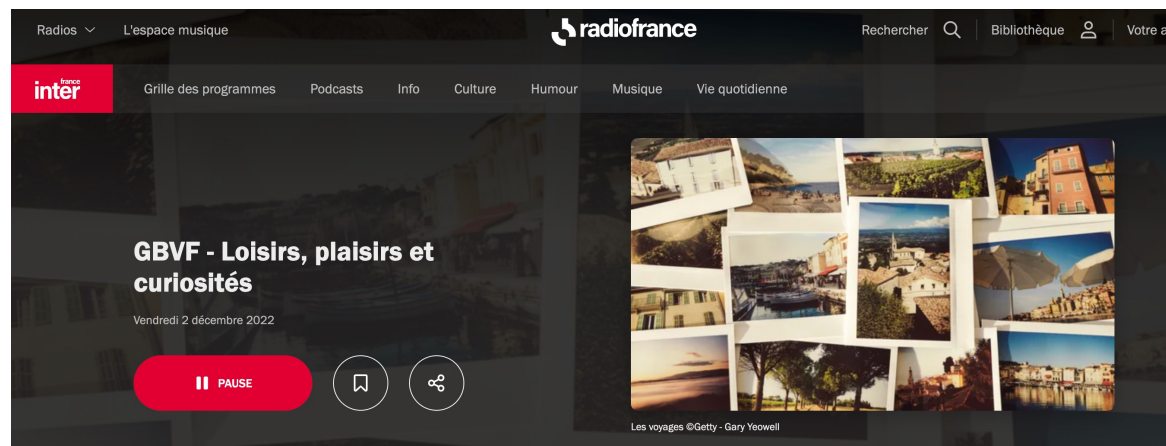 Radios
L'espace musique
radiofrance
Rechercher
Bibliothèque
Votre a
france
inter
Grille des programmes
Podcasts
Info
Culture
Humour
Musique
Vie quotidienne
GBVF - Loisirs, plaisirs et
curiosités
Vendredi 2 décembre 2022
PAUSE
Les voyages ©Getty - Gary Yeowell